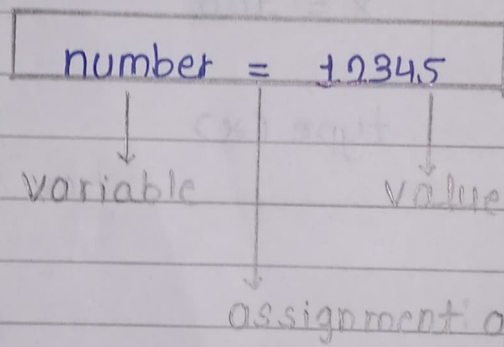 number = 12345
variable value
assignment